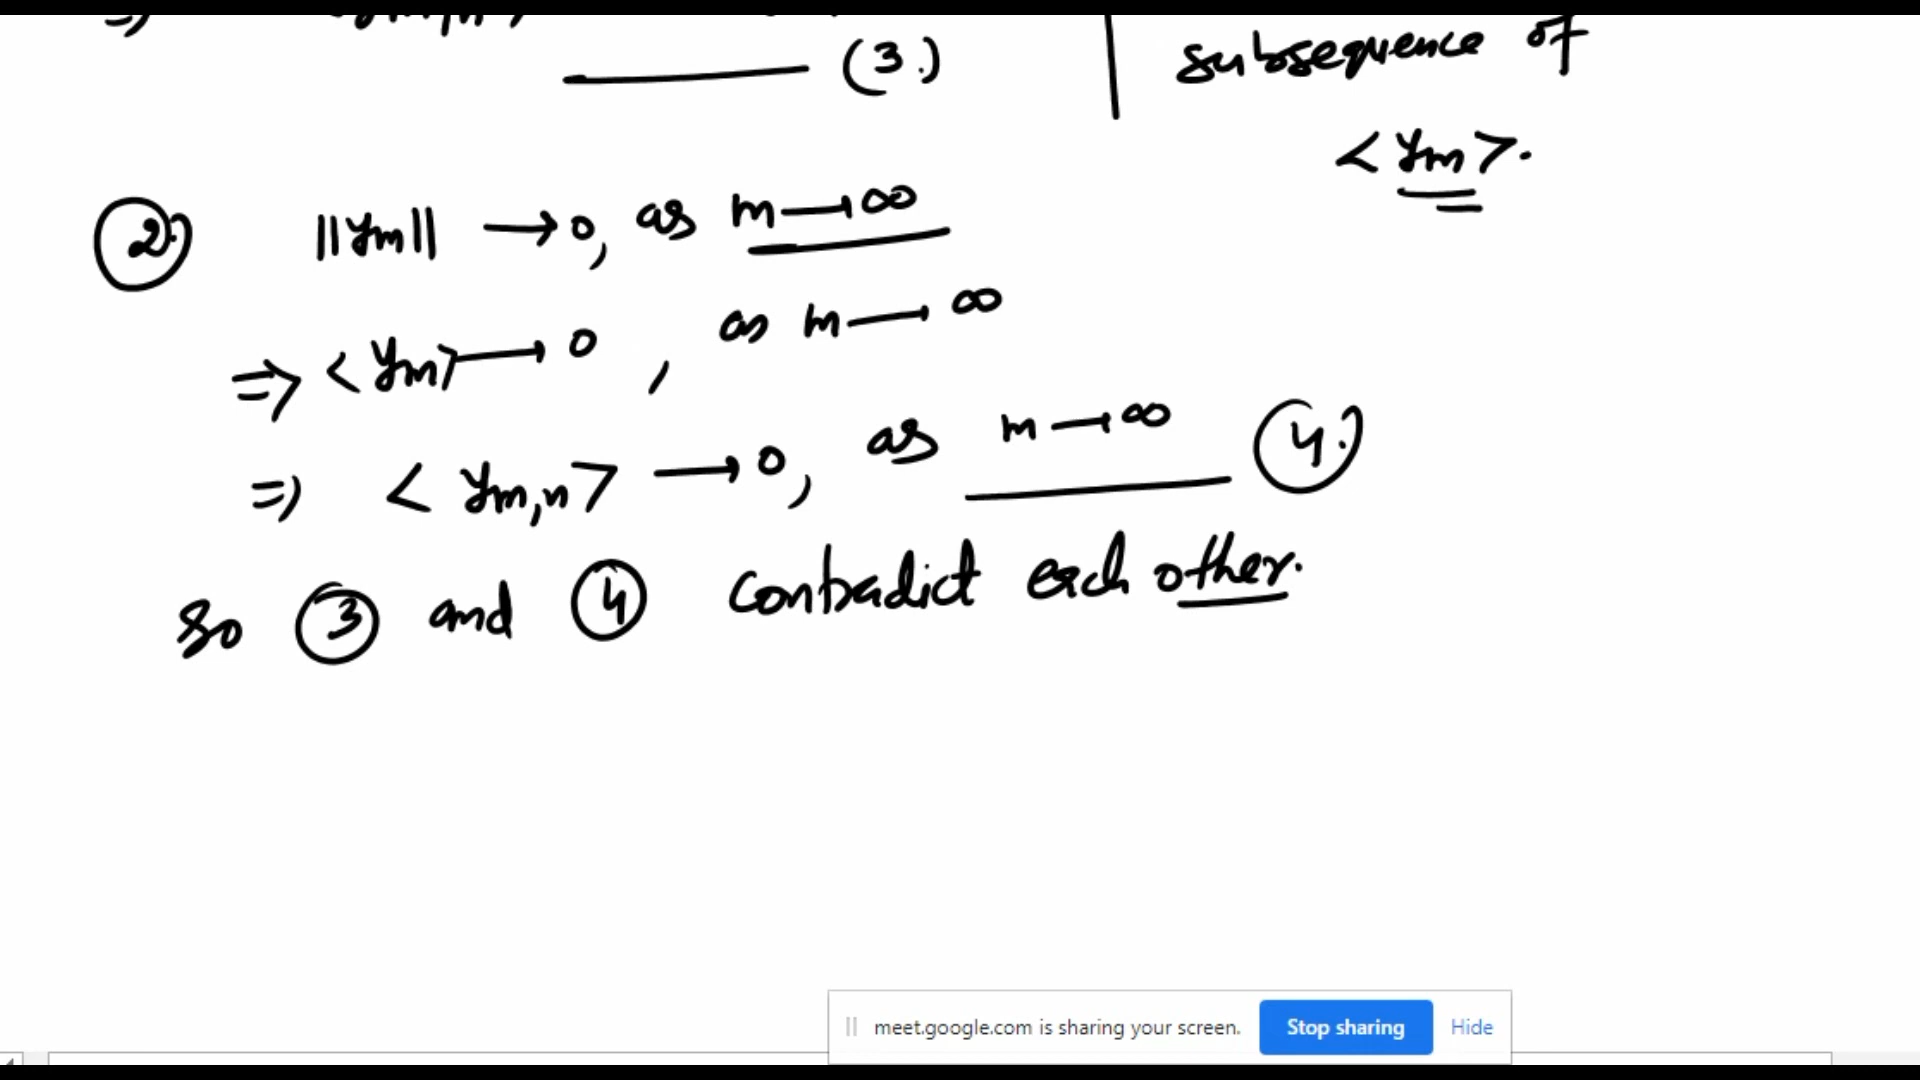 (3.)
subsequence of
<ym>.
(2.) ||ym|| → 0, as m → ∞
⇒ <ym> → 0, as m → ∞
⇒ <ym,n> → 0, as m → ∞ (4.)
So (3) and (4) contradict each other.
meet.google.com is sharing your screen. Stop sharing Hide